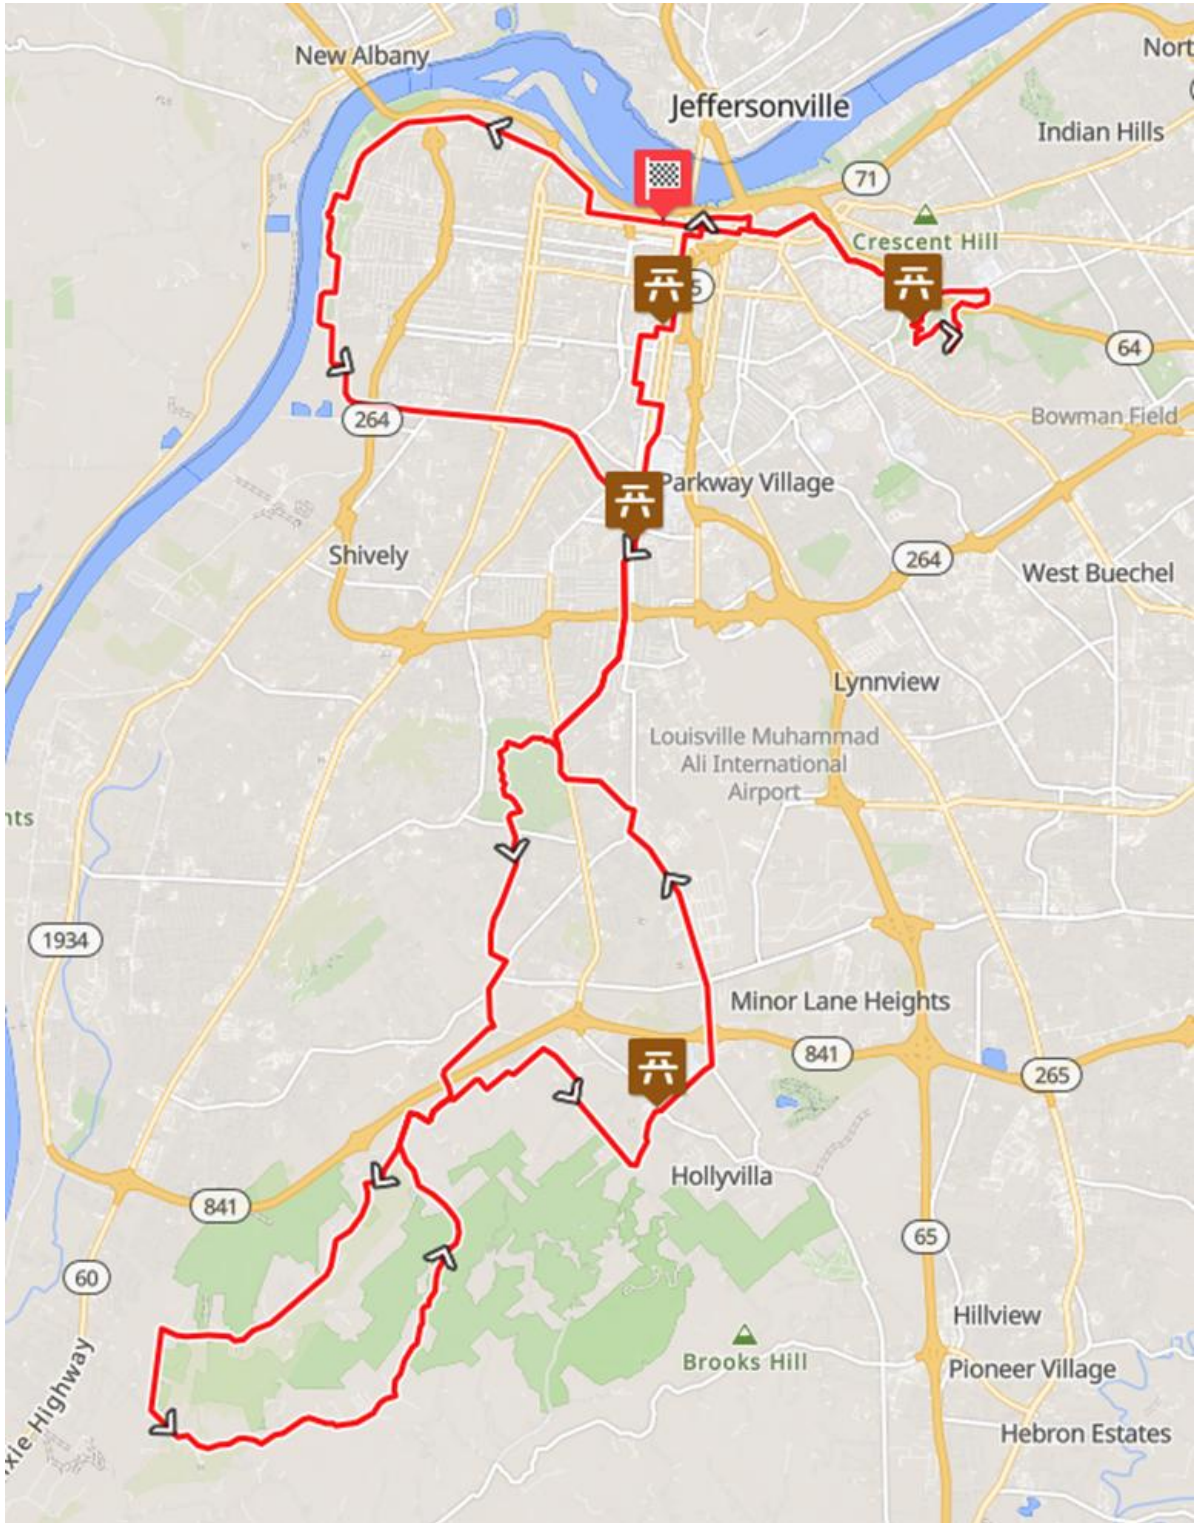 New Albany
Nort
Jeffersonville
Indian Hills
71
Crescent Hill
5
64
264
Bowman Field
Parkway Village
Shively
264
West Buechel
Lynnview
Louisville Muhammad
Ali International
Airport
nts
1934
Minor Lane Heights
841
265
Hollyvilla
841
65
60
Hillview
Brooks Hill
Pioneer Village
xie Highway
Hebron Estates